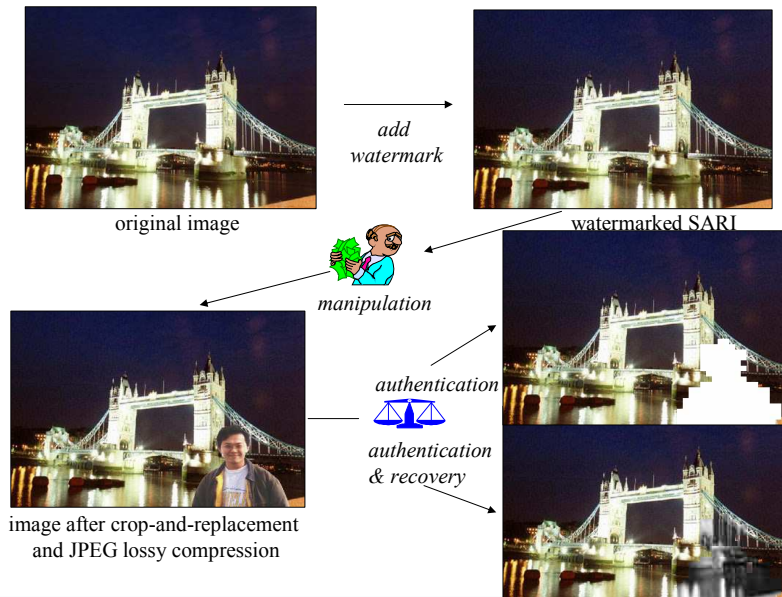 add
watermark
original image
watermarked SARI
manipulation
authentication
authentication
& recovery
image after crop-and-replacement
and JPEG lossy compression